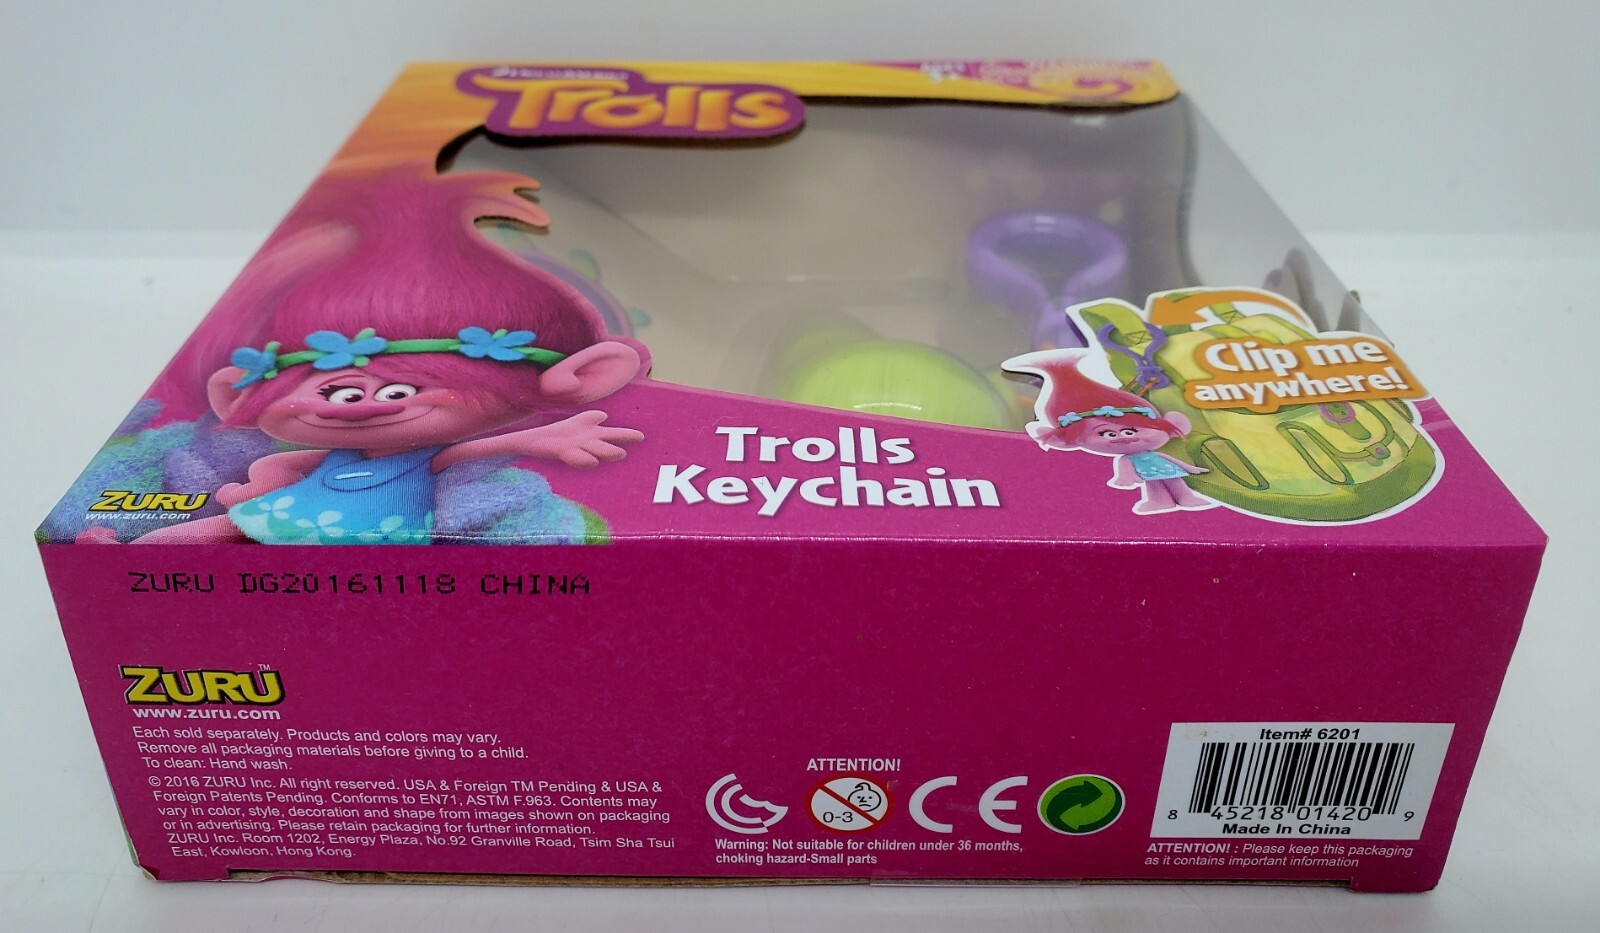 Trolls
Clip me
anywhere!
Trolls
Keychain
ZURU
www.zuru.com
ZURU DG20161118 CHINA
ZURU™
www.zuru.com
Each sold separately. Products and colors may vary.
Remove all packaging materials before giving to a child.
To clean: Hand wash.
© 2016 ZURU Inc. All right reserved. USA & Foreign TM Pending & USA &
Foreign Patents Pending. Conforms to EN71, ASTM F.963. Contents may
vary in color, style, decoration and shape from images shown on packaging
or in advertising. Please retain packaging for further information.
ZURU Inc. Room 1202, Energy Plaza, No.92 Granville Road, Tsim Sha Tsui
East, Kowloon, Hong Kong.
ATTENTION!
0-3
CE
Warning: Not suitable for children under 36 months,
choking hazard-Small parts
Item# 6201
8 45218 01420 9
Made In China
ATTENTION! : Please keep this packaging
as it contains important information